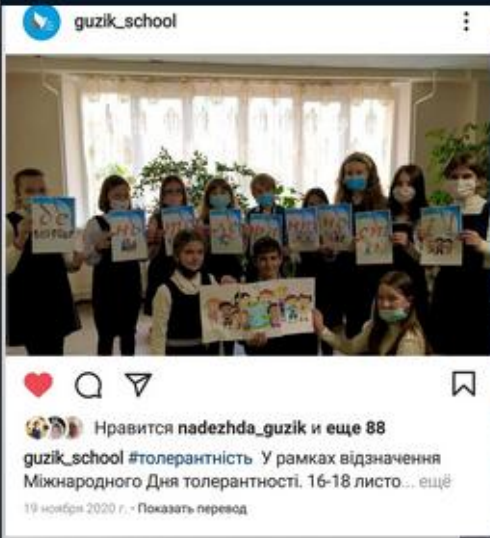 guzik_school
Нравится nadezhda_guzik и еще 88
guzik_school #толерантність У рамках відзначення
Міжнародного Дня толерантності. 16-18 листо... ещё
19 ноября 2020 г. • Показать перевод